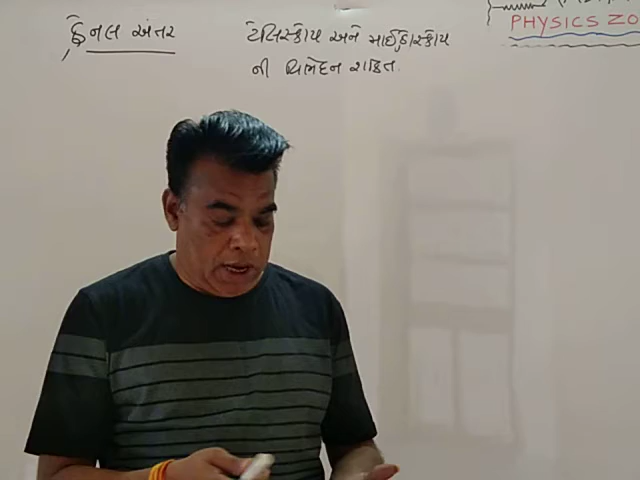 ફ્રેનલ અંતર
ટેલિસ્કોપ અને માઈક્રોસ્કોપ
ની વિભેદન શક્તિ.
PHYSICS ZO